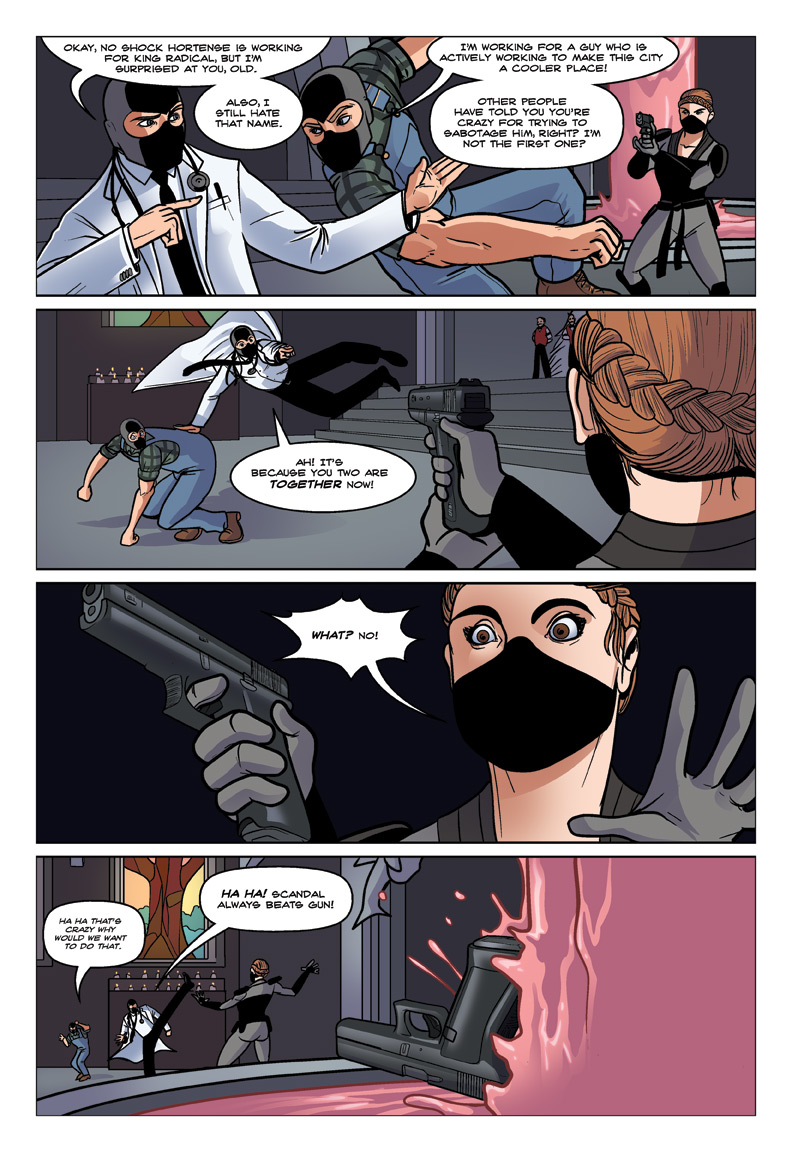 OKAY, NO SHOCK HORTENSE IS WORKING
FOR KING RADICAL, BUT I'M
SURPRISED AT YOU, OLD.
ALSO, I
STILL HATE
THAT NAME.
I'M WORKING FOR A GUY WHO IS
ACTIVELY WORKING TO MAKE THIS CITY
A COOLER PLACE!
OTHER PEOPLE
HAVE TOLD YOU YOU'RE
CRAZY FOR TRYING TO
SABOTAGE HIM, RIGHT? I'M
NOT THE FIRST ONE?
AH! IT'S
BECAUSE YOU TWO ARE
TOGETHER NOW!
WHAT? NO!
HA HA THAT'S
CRAZY WHY
WOULD WE WANT
TO DO THAT.
HA HA! SCANDAL
ALWAYS BEATS GUN!